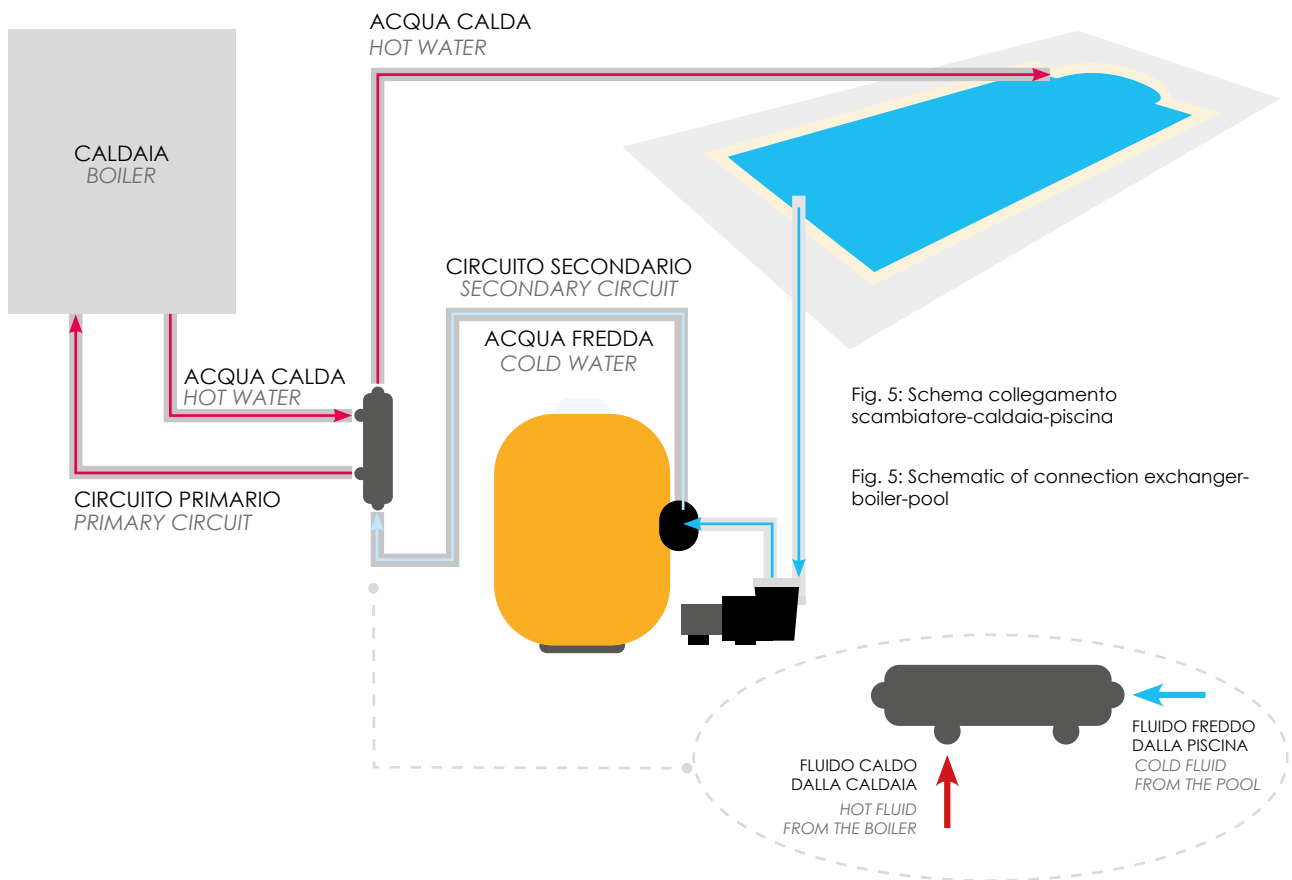 ACQUA CALDA
HOT WATER
CALDAIA
BOILER
CIRCUITO SECONDARIO
SECONDARY CIRCUIT
ACQUA FREDDA
COLD WATER
ACQUA CALDA
HOT WATER
CIRCUITO PRIMARIO
PRIMARY CIRCUIT
Fig. 5: Schema collegamento
scambiatore-caldaia-piscina
Fig. 5: Schematic of connection exchanger-
boiler-pool
FLUIDO FREDDO
DALLA PISCINA
COLD FLUID
FROM THE POOL
FLUIDO CALDO
DALLA CALDAIA
HOT FLUID
FROM THE BOILER